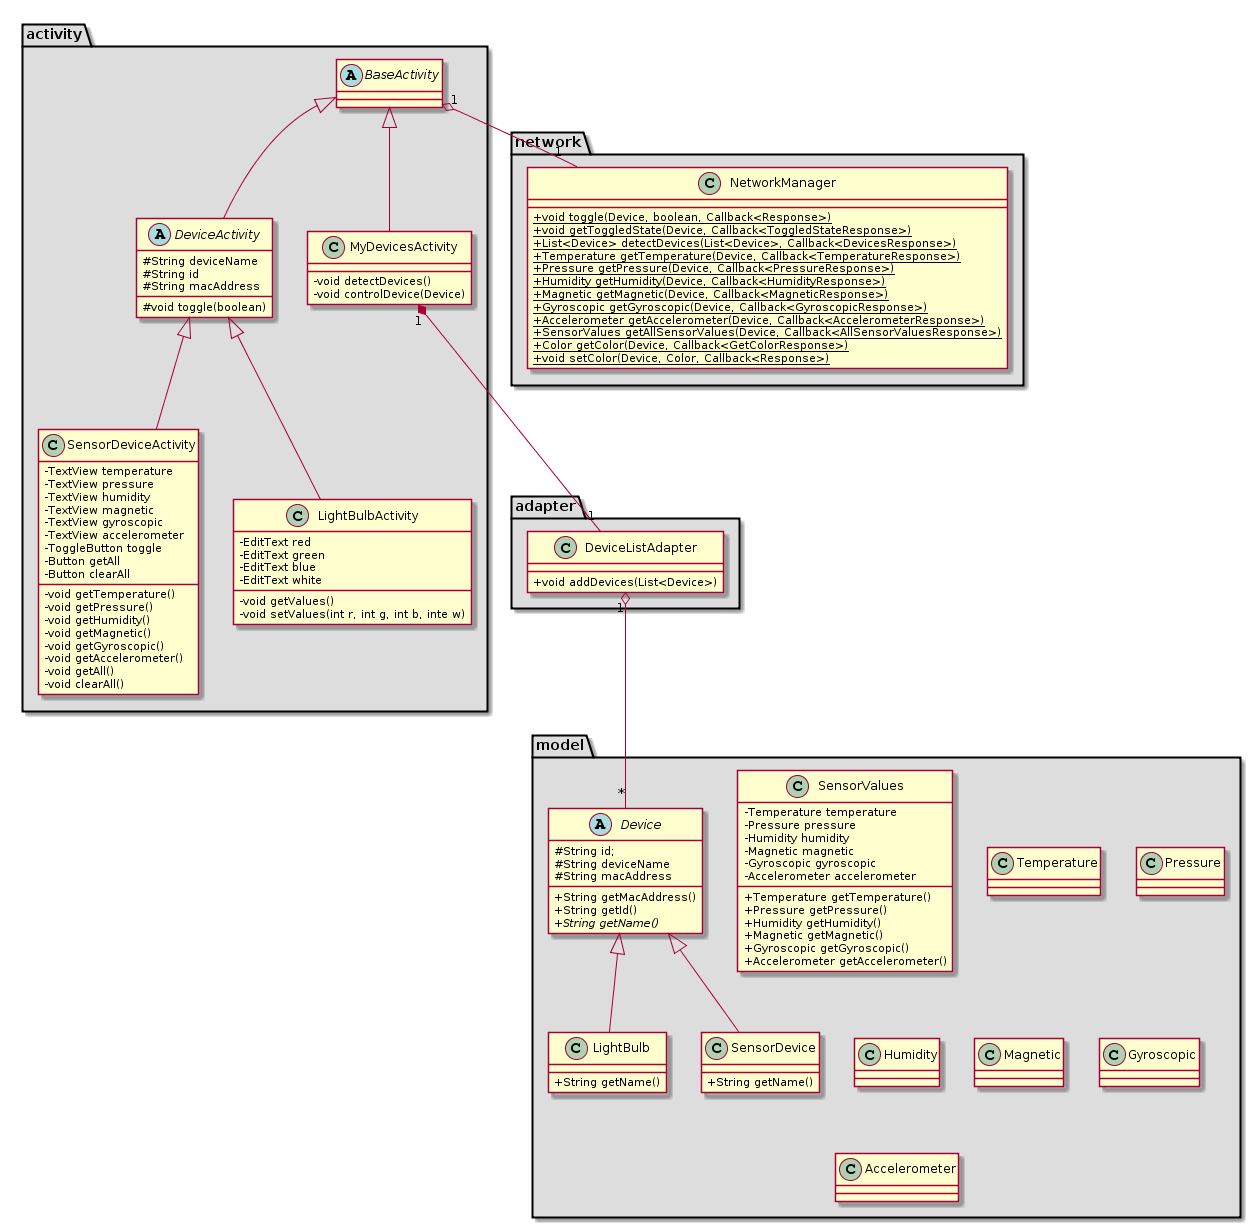 activity
A BaseActivity
1
network
1
C NetworkManager
+void toggle(Device, boolean, Callback<Response>)
+void getToggledState(Device, Callback<ToggledStateResponse>)
+List<Device> detectDevices(List<Device>, Callback<DevicesResponse>)
+Temperature getTemperature(Device, Callback<TemperatureResponse>)
+Pressure getPressure(Device, Callback<PressureResponse>)
+Humidity getHumidity(Device, Callback<HumidityResponse>)
+Magnetic getMagnetic(Device, Callback<MagneticResponse>)
+Gyroscopic getGyroscopic(Device, Callback<GyroscopicResponse>)
+Accelerometer getAccelerometer(Device, Callback<AccelerometerResponse>)
+SensorValues getAllSensorValues(Device, Callback<AllSensorValuesResponse>)
+Color getColor(Device, Callback<GetColorResponse>)
+void setColor(Device, Color, Callback<Response>)
A DeviceActivity
#String deviceName
#String id
#String macAddress
#void toggle(boolean)
C MyDevicesActivity
-void detectDevices()
-void controlDevice(Device)
1
C SensorDeviceActivity
-TextView temperature
-TextView pressure
-TextView humidity
-TextView magnetic
-TextView gyroscopic
-TextView accelerometer
-ToggleButton toggle
-Button getAll
-Button clearAll
-void getTemperature()
-void getPressure()
-void getHumidity()
-void getMagnetic()
-void getGyroscopic()
-void getAccelerometer()
-void getAll()
-void clearAll()
C LightBulbActivity
-EditText red
-EditText green
-EditText blue
-EditText white
-void getValues()
-void setValues(int r, int g, int b, inte w)
adapter
1
C DeviceListAdapter
+void addDevices(List<Device>)
1
model
*
A Device
#String id;
#String deviceName
#String macAddress
+String getMacAddress()
+String getId()
+String getName()
C SensorValues
-Temperature temperature
-Pressure pressure
-Humidity humidity
-Magnetic magnetic
-Gyroscopic gyroscopic
-Accelerometer accelerometer
+Temperature getTemperature()
+Pressure getPressure()
+Humidity getHumidity()
+Magnetic getMagnetic()
+Gyroscopic getGyroscopic()
+Accelerometer getAccelerometer()
C Temperature
C Pressure
C LightBulb
+String getName()
C SensorDevice
+String getName()
C Humidity
C Magnetic
C Gyroscopic
C Accelerometer